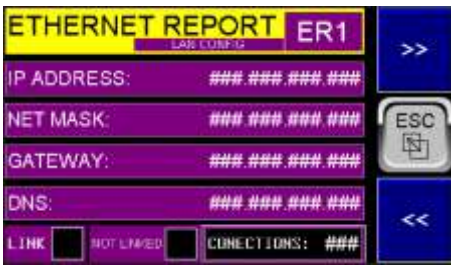 ETHERNET REPORT ER1
LAN CONFIG
>>
IP ADDRESS: ###.###.###.###
NET MASK: ###.###.###.###
ESC
GATEWAY: ###.###.###.###
DNS: ###.###.###.###
<<
LINK NOT LINKED CONECTIONS: ###